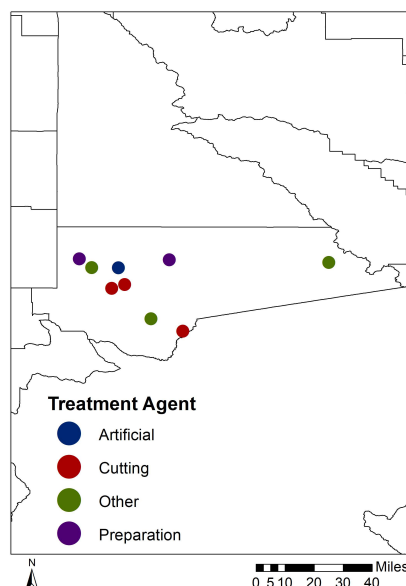 Treatment Agent
Artificial
Cutting
Other
Preparation
N
Miles
0 5 10 20 30 40